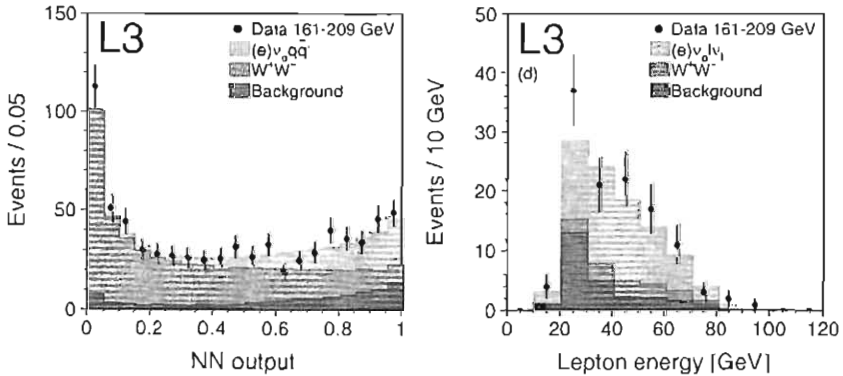 L3
Data 161-209 GeV
(e)νeqq̄'
W⁺W⁻
Background
Events / 0.05
150
100
50
0
0 0.2 0.4 0.6 0.8 1
NN output
L3
(d)
Data 161-209 GeV
(e)νelνl
W⁺W⁻
Background
Events / 10 GeV
50
40
30
20
10
0
0 20 40 60 80 100 120
Lepton energy [GeV]